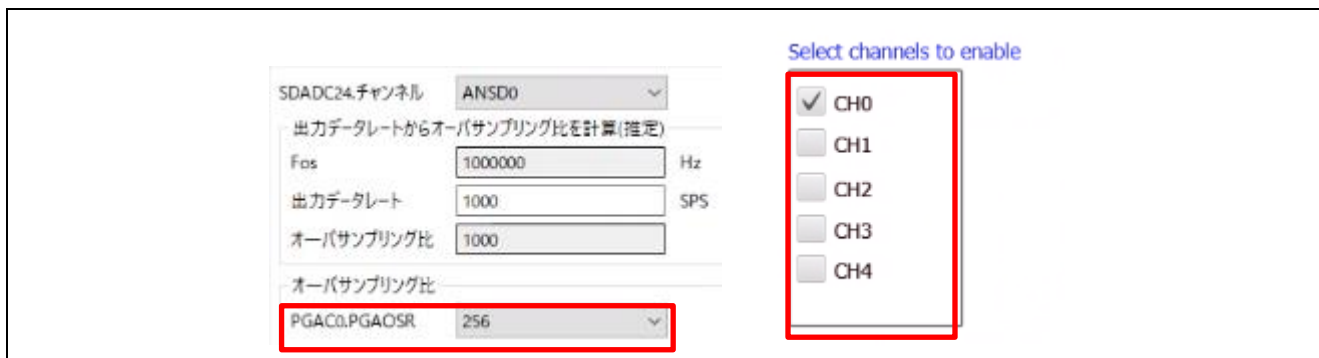 SDADC24.チャンネル ANSD0
出力データレートからオーバサンプリング比を計算(推定)
Fos 1000000 Hz
出力データレート 1000 SPS
オーバサンプリング比 1000
オーバサンプリング比
PGAC0.PGAOSR 256
Select channels to enable
CH0
CH1
CH2
CH3
CH4